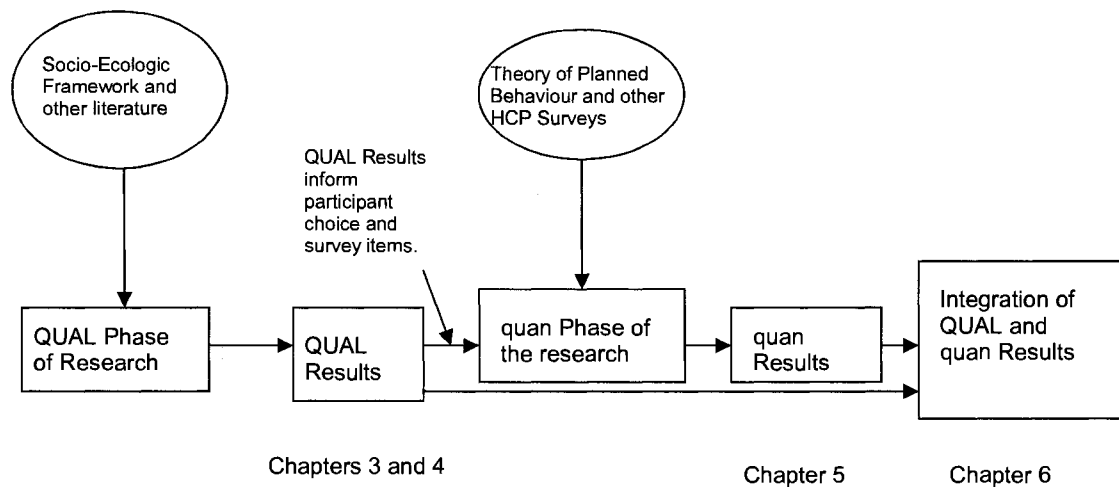 Socio-Ecologic
Framework and
other literature
Theory of Planned
Behaviour and other
HCP Surveys
QUAL Results
inform
participant
choice and
survey items.
QUAL Phase
of Research
QUAL
Results
quan Phase of
the research
quan
Results
Integration of
QUAL and
quan Results
Chapters 3 and 4
Chapter 5
Chapter 6